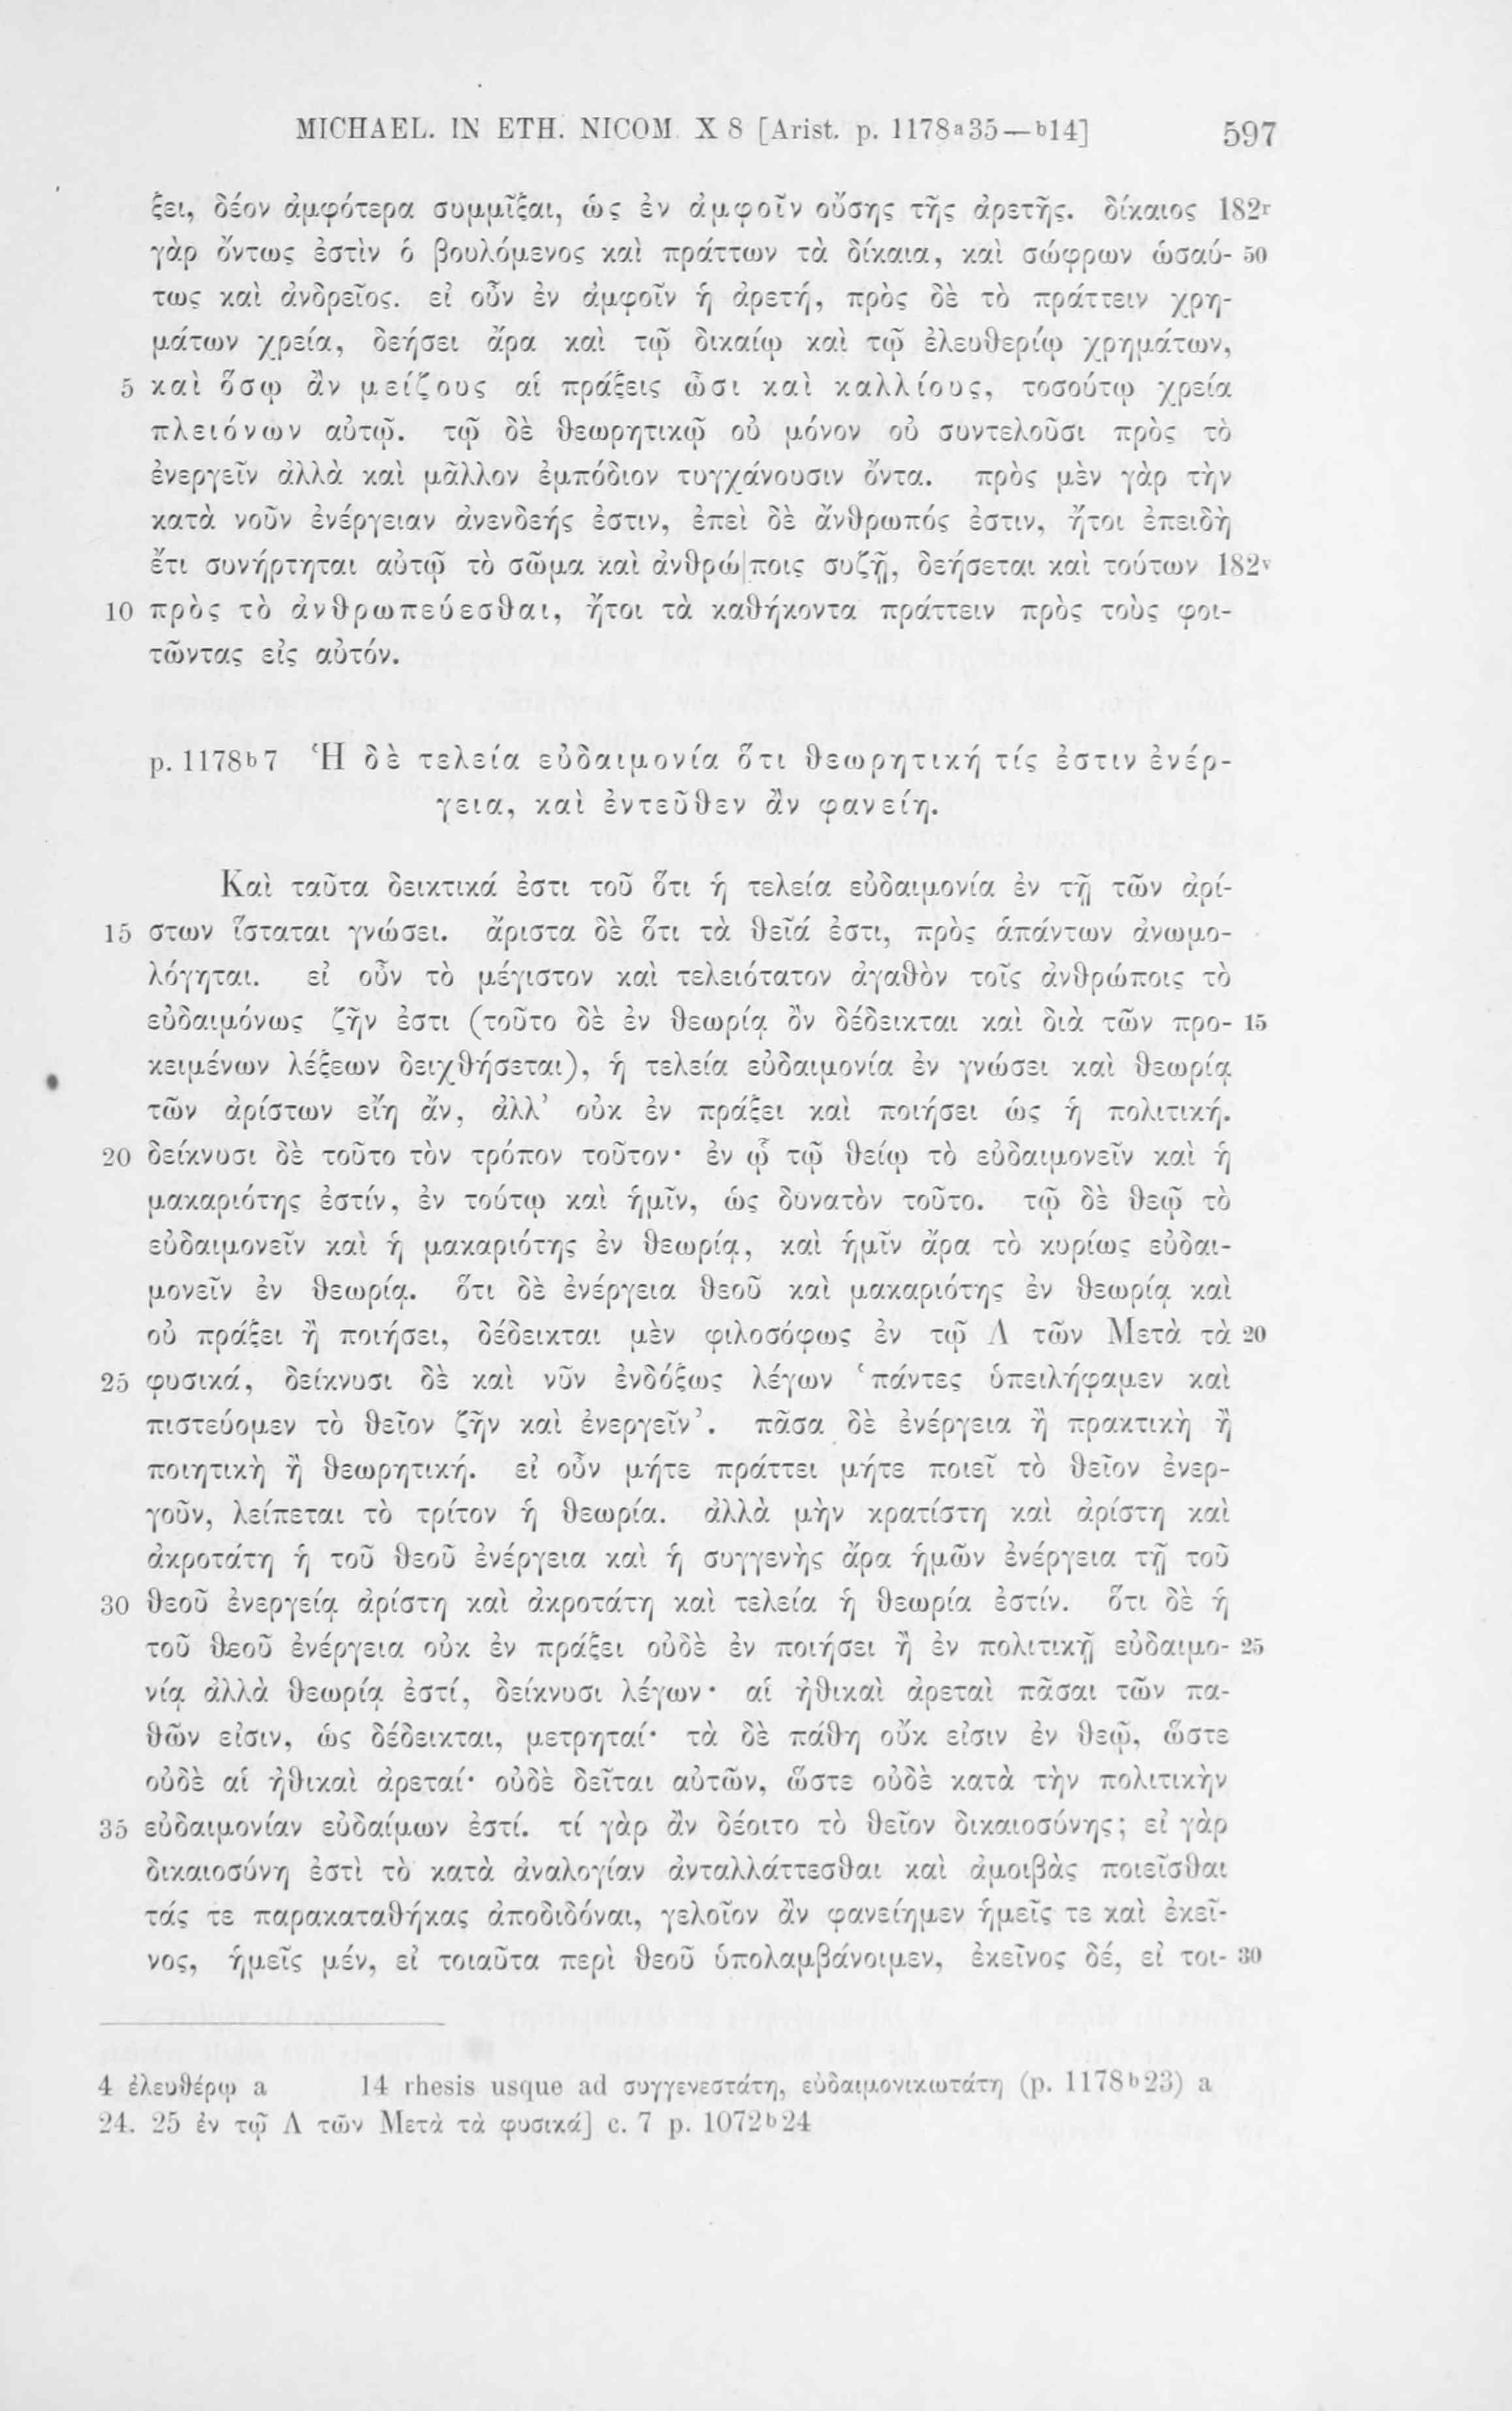 MICHAEL. IN ETH. NICOM X 8 [Arist. p. 1178a35—b14] 597
ξει, δέον ἀμφότερα συμμῖξαι, ὡς ἐν ἀμφοῖν οὔσης τῆς ἀρετῆς. δίκαιος 182r
γὰρ ὄντως ἐστὶν ὁ βουλόμενος καὶ πράττων τὰ δίκαια, καὶ σώφρων ὡσαύ- 50
τως καὶ ἀνδρεῖος. εἰ οὖν ἐν ἀμφοῖν ἡ ἀρετή, πρὸς δὲ τὸ πράττειν χρη-
μάτων χρεία, δεήσει ἄρα καὶ τῷ δικαίῳ καὶ τῷ ἐλευθερίῳ χρημάτων,
5 καὶ ὅσῳ ἂν μείζους αἱ πράξεις ὦσι καὶ καλλίους, τοσούτῳ χρεία
πλειόνων αὐτῷ. τῷ δὲ θεωρητικῷ οὐ μόνον οὐ συντελοῦσι πρὸς τὸ
ἐνεργεῖν ἀλλὰ καὶ μᾶλλον ἐμπόδιον τυγχάνουσιν ὄντα. πρὸς μὲν γὰρ τὴν
κατὰ νοῦν ἐνέργειαν ἀνενδεής ἐστιν, ἐπεὶ δὲ ἄνθρωπός ἐστιν, ἤτοι ἐπειδὴ
ἔτι συνήρτηται αὐτῷ τὸ σῶμα καὶ ἀνθρώ|ποις συζῇ, δεήσεται καὶ τούτων 182v
10 πρὸς τὸ ἀνθρωπεύεσθαι, ἤτοι τὰ καθήκοντα πράττειν πρὸς τοὺς φοι-
τῶντας εἰς αὐτόν.
p. 1178b7 Ἡ δὲ τελεία εὐδαιμονία ὅτι θεωρητική τίς ἐστιν ἐνέρ-
γεια, καὶ ἐντεῦθεν ἂν φανείη.
Καὶ ταῦτα δεικτικά ἐστι τοῦ ὅτι ἡ τελεία εὐδαιμονία ἐν τῇ τῶν ἀρί-
15 στων ἵσταται γνώσει. ἄριστα δὲ ὅτι τὰ θεῖά ἐστι, πρὸς ἁπάντων ἀνωμο-
λόγηται. εἰ οὖν τὸ μέγιστον καὶ τελειότατον ἀγαθὸν τοῖς ἀνθρώποις τὸ
εὐδαιμόνως ζῆν ἐστι (τοῦτο δὲ ἐν θεωρίᾳ ὂν δέδεικται καὶ διὰ τῶν προ- 15
κειμένων λέξεων δειχθήσεται), ἡ τελεία εὐδαιμονία ἐν γνώσει καὶ θεωρίᾳ
τῶν ἀρίστων εἴη ἄν, ἀλλ’ οὐκ ἐν πράξει καὶ ποιήσει ὡς ἡ πολιτική.
20 δείκνυσι δὲ τοῦτο τὸν τρόπον τοῦτον· ἐν ᾧ τῷ θείῳ τὸ εὐδαιμονεῖν καὶ ἡ
μακαριότης ἐστίν, ἐν τούτῳ καὶ ἡμῖν, ὡς δυνατὸν τοῦτο. τῷ δὲ θεῷ τὸ
εὐδαιμονεῖν καὶ ἡ μακαριότης ἐν θεωρίᾳ, καὶ ἡμῖν ἄρα τὸ κυρίως εὐδαι-
μονεῖν ἐν θεωρίᾳ. ὅτι δὲ ἐνέργεια θεοῦ καὶ μακαριότης ἐν θεωρίᾳ καὶ
οὐ πράξει ἢ ποιήσει, δέδεικται μὲν φιλοσόφως ἐν τῷ Λ τῶν Μετὰ τὰ 20
25 φυσικά, δείκνυσι δὲ καὶ νῦν ἐνδόξως λέγων ‘πάντες ὑπειλήφαμεν καὶ
πιστεύομεν τὸ θεῖον ζῆν καὶ ἐνεργεῖν’. πᾶσα δὲ ἐνέργεια ἢ πρακτικὴ ἢ
ποιητικὴ ἢ θεωρητική. εἰ οὖν μήτε πράττει μήτε ποιεῖ τὸ θεῖον ἐνερ-
γοῦν, λείπεται τὸ τρίτον ἡ θεωρία. ἀλλὰ μὴν κρατίστη καὶ ἀρίστη καὶ
ἀκροτάτη ἡ τοῦ θεοῦ ἐνέργεια καὶ ἡ συγγενὴς ἄρα ἡμῶν ἐνέργεια τῇ τοῦ
30 θεοῦ ἐνεργείᾳ ἀρίστη καὶ ἀκροτάτη καὶ τελεία ἡ θεωρία ἐστίν. ὅτι δὲ ἡ
τοῦ θεοῦ ἐνέργεια οὐκ ἐν πράξει οὐδὲ ἐν ποιήσει ἢ ἐν πολιτικῇ εὐδαιμο- 25
νίᾳ ἀλλὰ θεωρίᾳ ἐστί, δείκνυσι λέγων· αἱ ἠθικαὶ ἀρεταὶ πᾶσαι τῶν πα-
θῶν εἰσιν, ὡς δέδεικται, μετρηταί· τὰ δὲ πάθη οὔκ εἰσιν ἐν θεῷ, ὥστε
οὐδὲ αἱ ἠθικαὶ ἀρεταί· οὐδὲ δεῖται αὐτῶν, ὥστε οὐδὲ κατὰ τὴν πολιτικὴν
35 εὐδαιμονίαν εὐδαίμων ἐστί. τί γὰρ ἂν δέοιτο τὸ θεῖον δικαιοσύνης; εἰ γὰρ
δικαιοσύνη ἐστὶ τὸ κατὰ ἀναλογίαν ἀνταλλάττεσθαι καὶ ἀμοιβὰς ποιεῖσθαι
τάς τε παρακαταθήκας ἀποδιδόναι, γελοῖον ἂν φανείημεν ἡμεῖς τε καὶ ἐκεῖ-
νος, ἡμεῖς μέν, εἰ τοιαῦτα περὶ θεοῦ ὑπολαμβάνοιμεν, ἐκεῖνος δέ, εἰ τοι- 30
4 ἐλευθέρῳ a 14 rhesis usque ad συγγενεστάτη, εὐδαιμονικωτάτη (p. 1178b23) a
24. 25 ἐν τῷ Λ τῶν Μετὰ τὰ φυσικά] c. 7 p. 1072b24